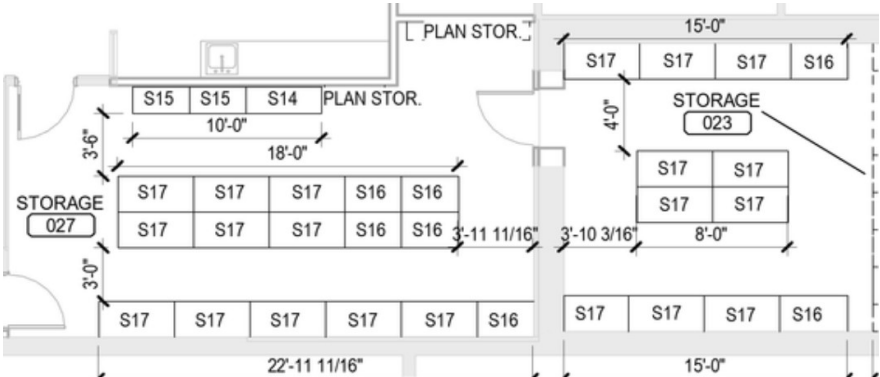 PLAN STOR.
15'-0"
S17 S17 S17 S16
S15 S15 S14 PLAN STOR.
STORAGE
023
10'-0"
4'-0"
3'-6"
18'-0"
S17 S17 S17 S16 S16
S17 S17
STORAGE
027
S17 S17 S17 S16 S16
S17 S17
3'-11 11/16" 3'-10 3/16" 8'-0"
3'-0"
S17 S17 S17 S17 S17 S16
S17 S17 S17 S16
22'-11 11/16" 15'-0"